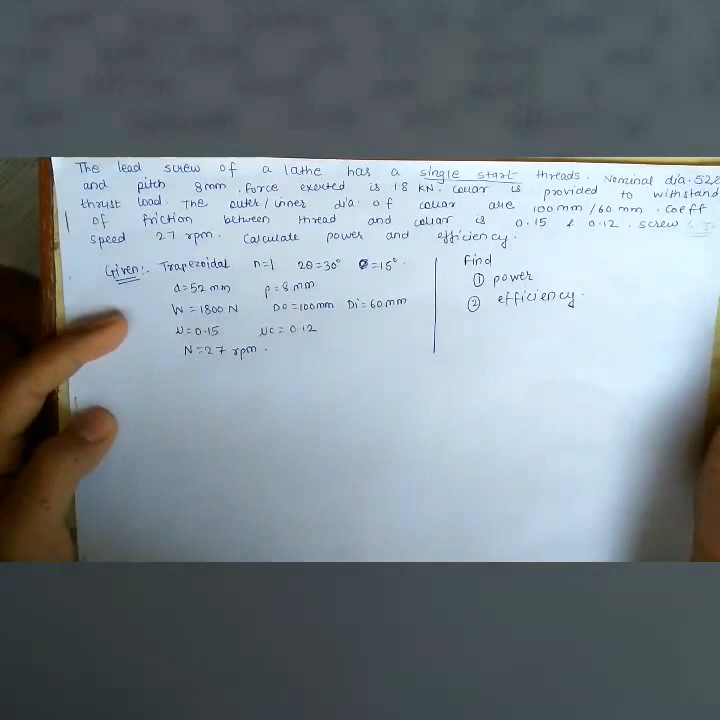 The lead screw of a lathe has a single start threads. Nominal dia. 52
and pitch 8mm. force exerted is 18 KN. collar is provided to withstand
thrust load. The outer/inner dia. of collar are 100mm/60mm. Coeff
of friction between thread and collar is 0.15 & 0.12. screw
speed 27 rpm. Calculate power and efficiency.
Given:- Trapezoidal n=1 2θ=30° θ=15°.
d=52 mm p=8mm
W=1800 N Do=100mm Di=60mm
μ=0.15 μc=0.12
N=27 rpm.
Find
① power
② efficiency.